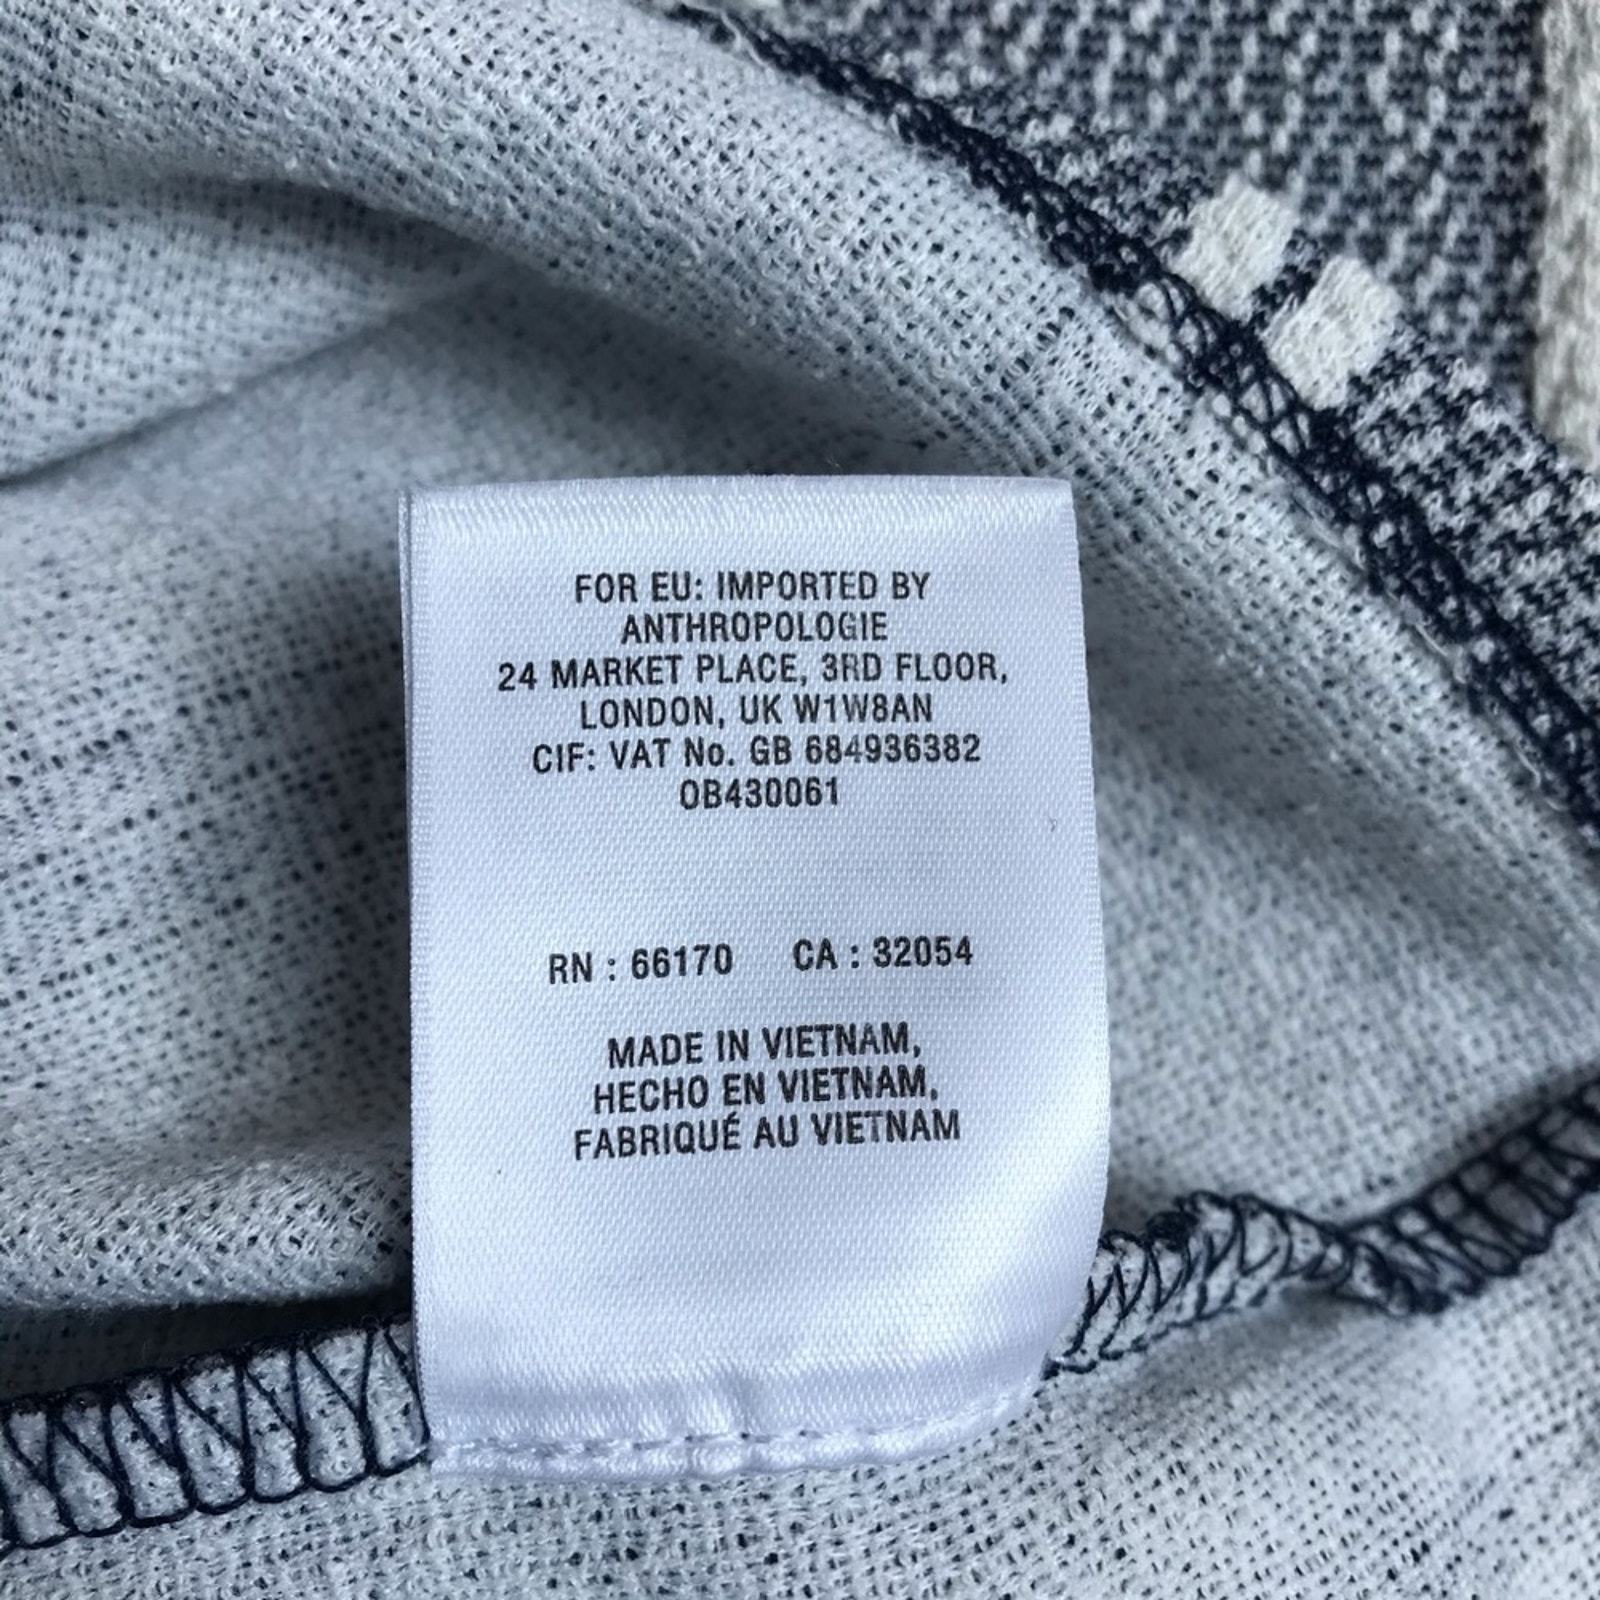 FOR EU: IMPORTED BY
ANTHROPOLOGIE
24 MARKET PLACE, 3RD FLOOR,
LONDON, UK W1W8AN
CIF: VAT No. GB 684936382
OB430061
RN : 66170 CA : 32054
MADE IN VIETNAM,
HECHO EN VIETNAM,
FABRIQUÉ AU VIETNAM